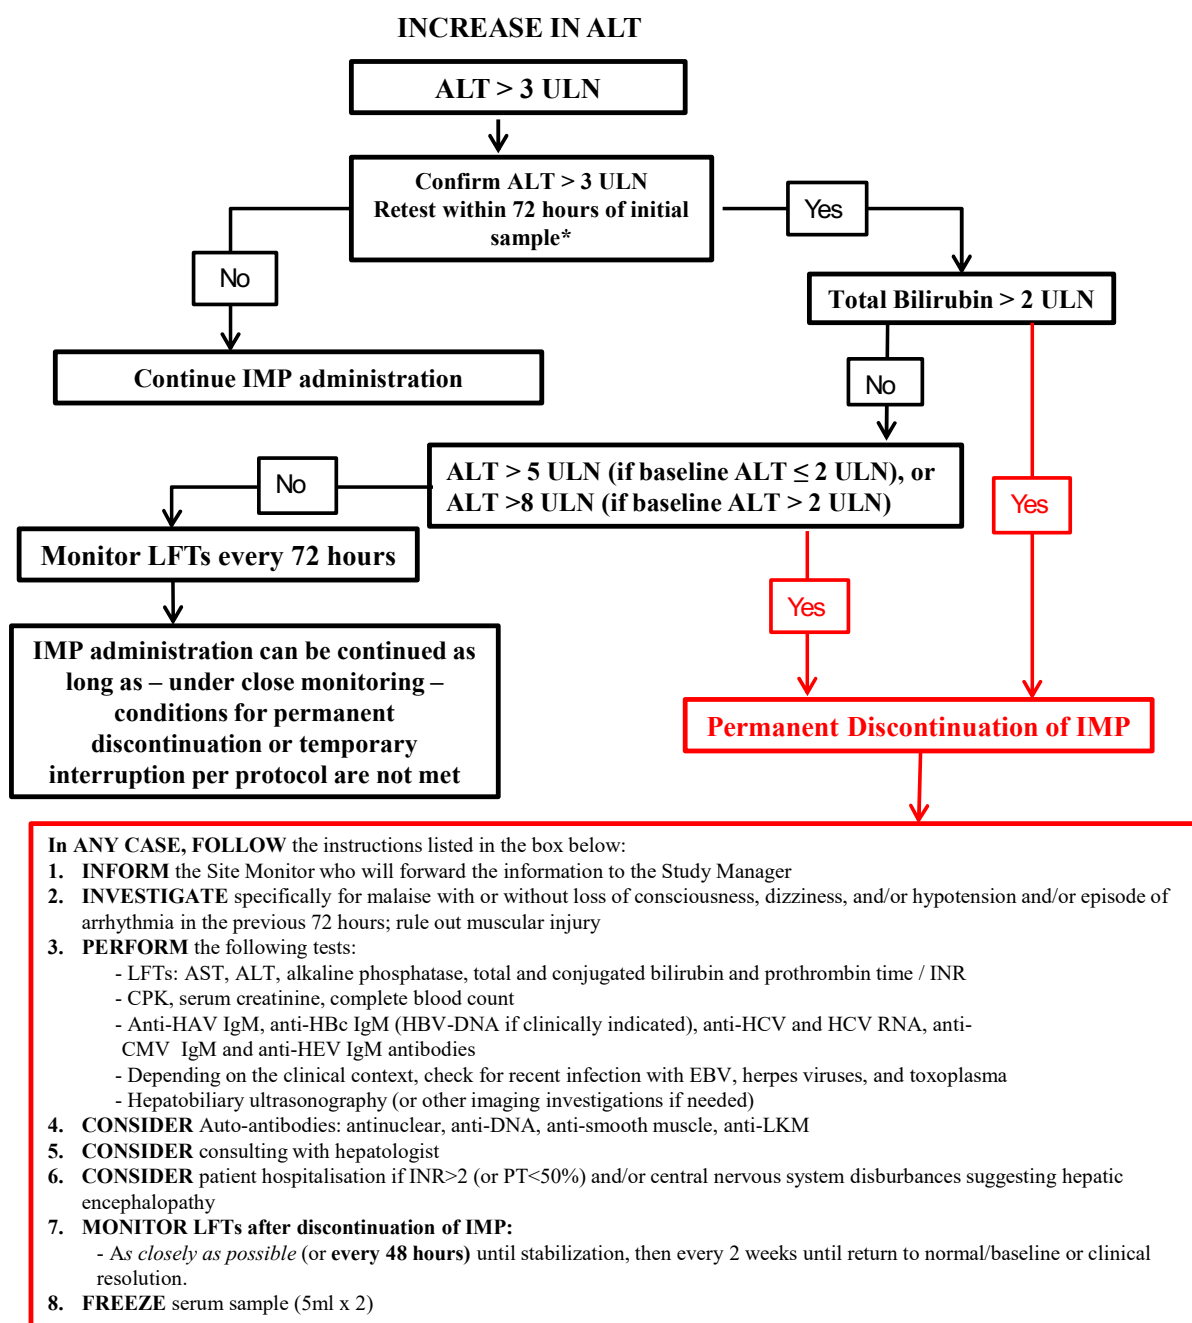 INCREASE IN ALT
ALT > 3 ULN
Confirm ALT > 3 ULN
Retest within 72 hours of initial
sample*
Yes
No
Total Bilirubin > 2 ULN
Continue IMP administration
No
ALT > 5 ULN (if baseline ALT ≤ 2 ULN), or
ALT >8 ULN (if baseline ALT > 2 ULN)
No
Yes
Monitor LFTs every 72 hours
Yes
IMP administration can be continued as
long as – under close monitoring –
conditions for permanent
discontinuation or temporary
interruption per protocol are not met
Permanent Discontinuation of IMP
In ANY CASE, FOLLOW the instructions listed in the box below:
1. INFORM the Site Monitor who will forward the information to the Study Manager
2. INVESTIGATE specifically for malaise with or without loss of consciousness, dizziness, and/or hypotension and/or episode of
arrhythmia in the previous 72 hours; rule out muscular injury
3. PERFORM the following tests:
- LFTs: AST, ALT, alkaline phosphatase, total and conjugated bilirubin and prothrombin time / INR
- CPK, serum creatinine, complete blood count
- Anti-HAV IgM, anti-HBc IgM (HBV-DNA if clinically indicated), anti-HCV and HCV RNA, anti-
CMV IgM and anti-HEV IgM antibodies
- Depending on the clinical context, check for recent infection with EBV, herpes viruses, and toxoplasma
- Hepatobiliary ultrasonography (or other imaging investigations if needed)
4. CONSIDER Auto-antibodies: antinuclear, anti-DNA, anti-smooth muscle, anti-LKM
5. CONSIDER consulting with hepatologist
6. CONSIDER patient hospitalisation if INR>2 (or PT<50%) and/or central nervous system disburbances suggesting hepatic
encephalopathy
7. MONITOR LFTs after discontinuation of IMP:
- As closely as possible (or every 48 hours) until stabilization, then every 2 weeks until return to normal/baseline or clinical
resolution.
8. FREEZE serum sample (5ml x 2)